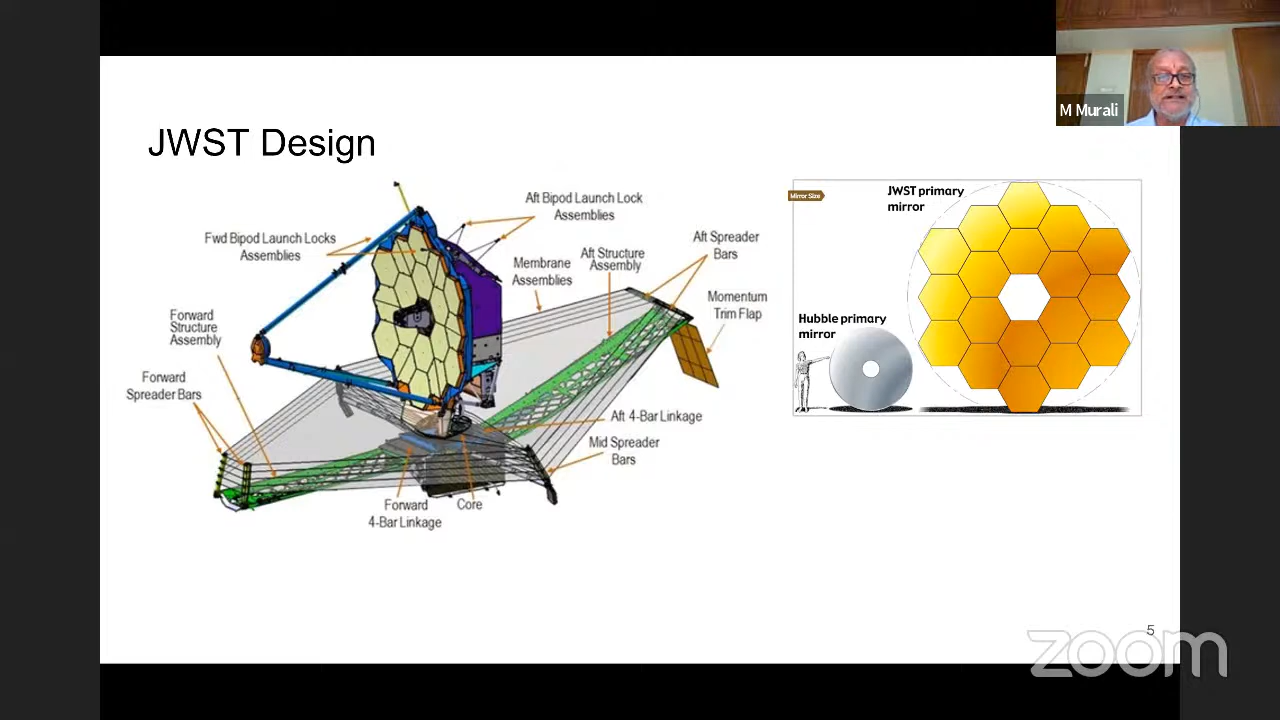 M Murali
JWST Design
Aft Bipod Launch Lock
Assemblies
Fwd Bipod Launch Locks
Assemblies
Membrane
Assemblies
Aft Structure
Assembly
Aft Spreader
Bars
Momentum
Trim Flap
Forward
Structure
Assembly
Forward
Spreader Bars
Aft 4-Bar Linkage
Mid Spreader
Bars
Forward
4-Bar Linkage
Core
Mirror Size
JWST primary
mirror
Hubble primary
mirror
5
zoom